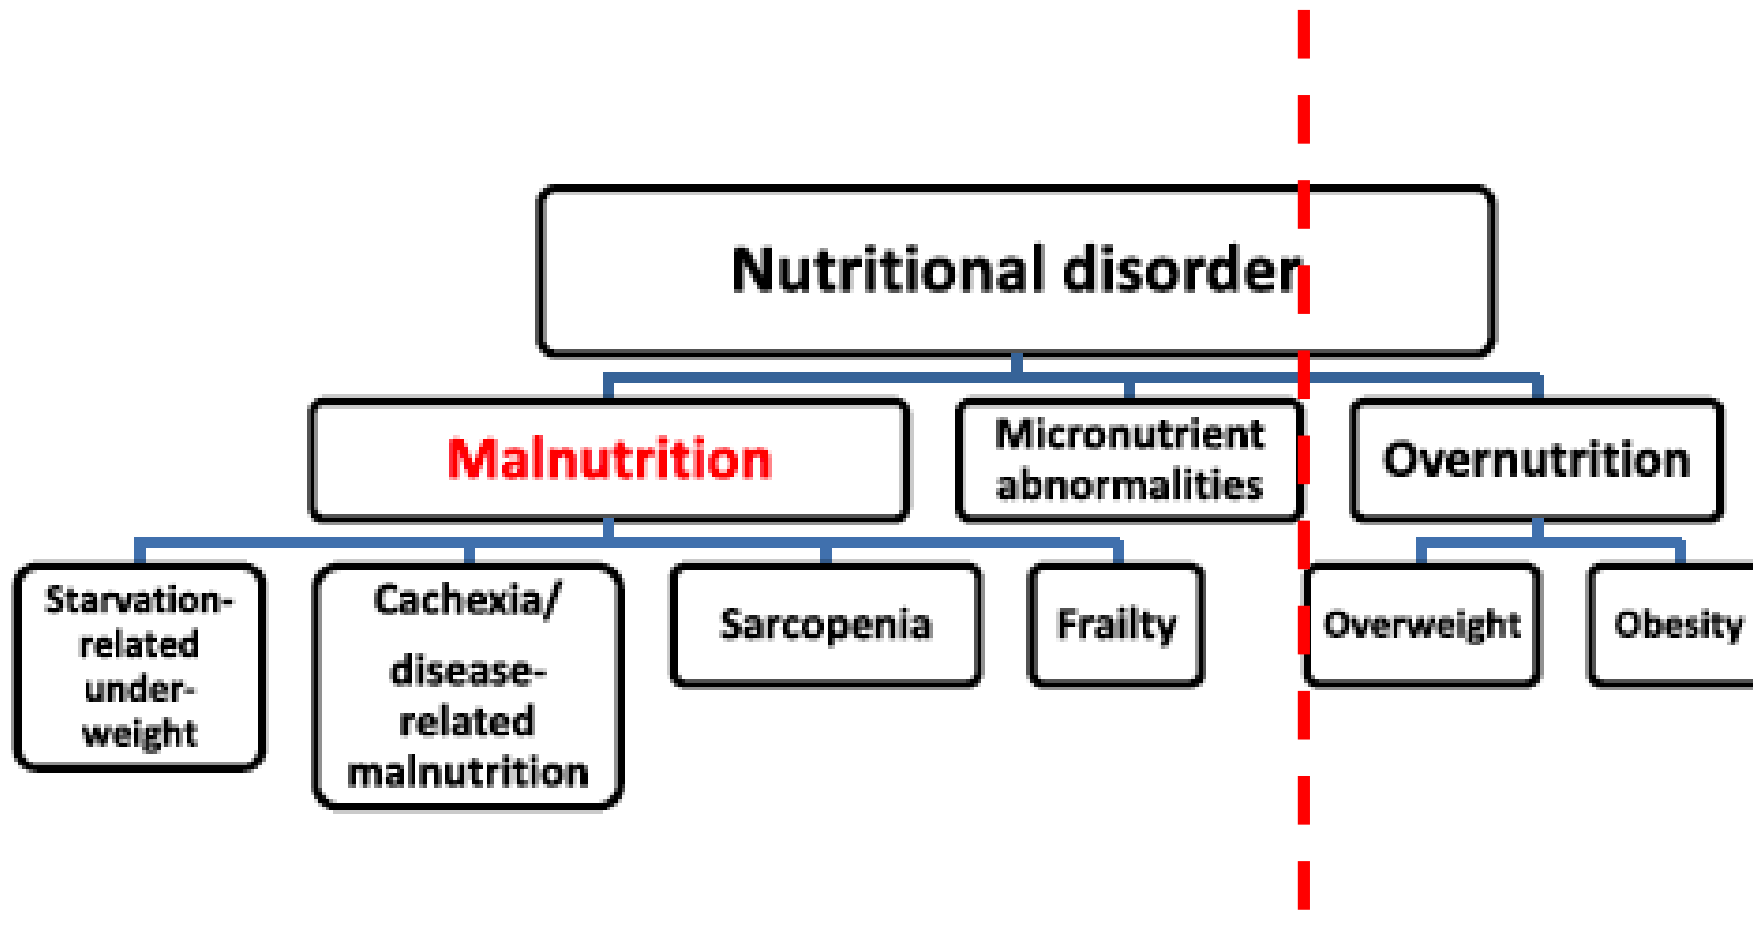 Nutritional disorder
Malnutrition
Micronutrient
abnormalities
Overnutrition
Starvation-
related
under-
weight
Cachexia/
disease-
related
malnutrition
Sarcopenia
Frailty
Overweight
Obesity